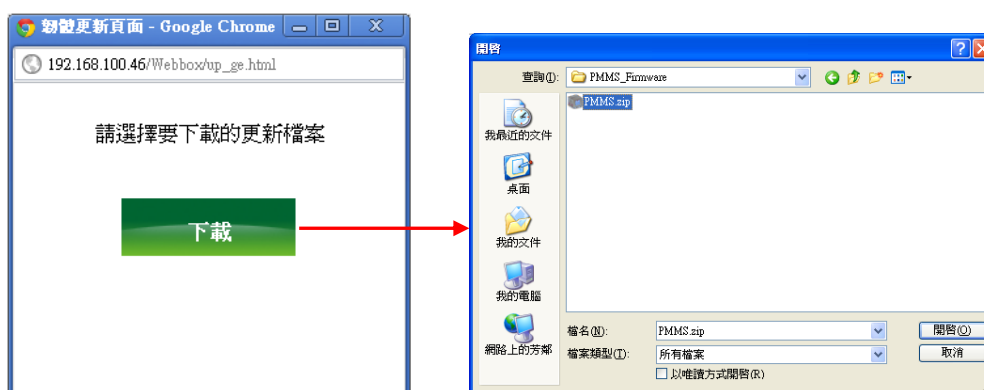 韌體更新頁面 - Google Chrome
192.168.100.46/Webbox/up_ge.html
請選擇要下載的更新檔案
下載
開啓
查詢(I):
PMMS_Firmware
PMMS.zip
我最近的文件
桌面
我的文件
我的電腦
網路上的芳鄰
檔名(N):
PMMS.zip
開啓(O)
檔案類型(T):
所有檔案
取消
以唯讀方式開啓(R)